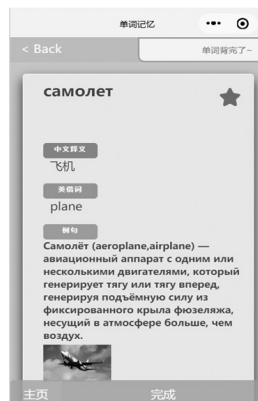 单词记忆
< Back
单词背完了~
самолет
中文释义
飞机
英借词
plane
例句
Самолёт (aeroplane,airplane) —
авиационный аппарат с одним или
несколькими двигателями, который
генерирует тягу или тягу вперед,
генерируя подъёмную силу из
фиксированного крыла фюзеляжа,
несущий в атмосфере больше, чем
воздух.
主页
完成